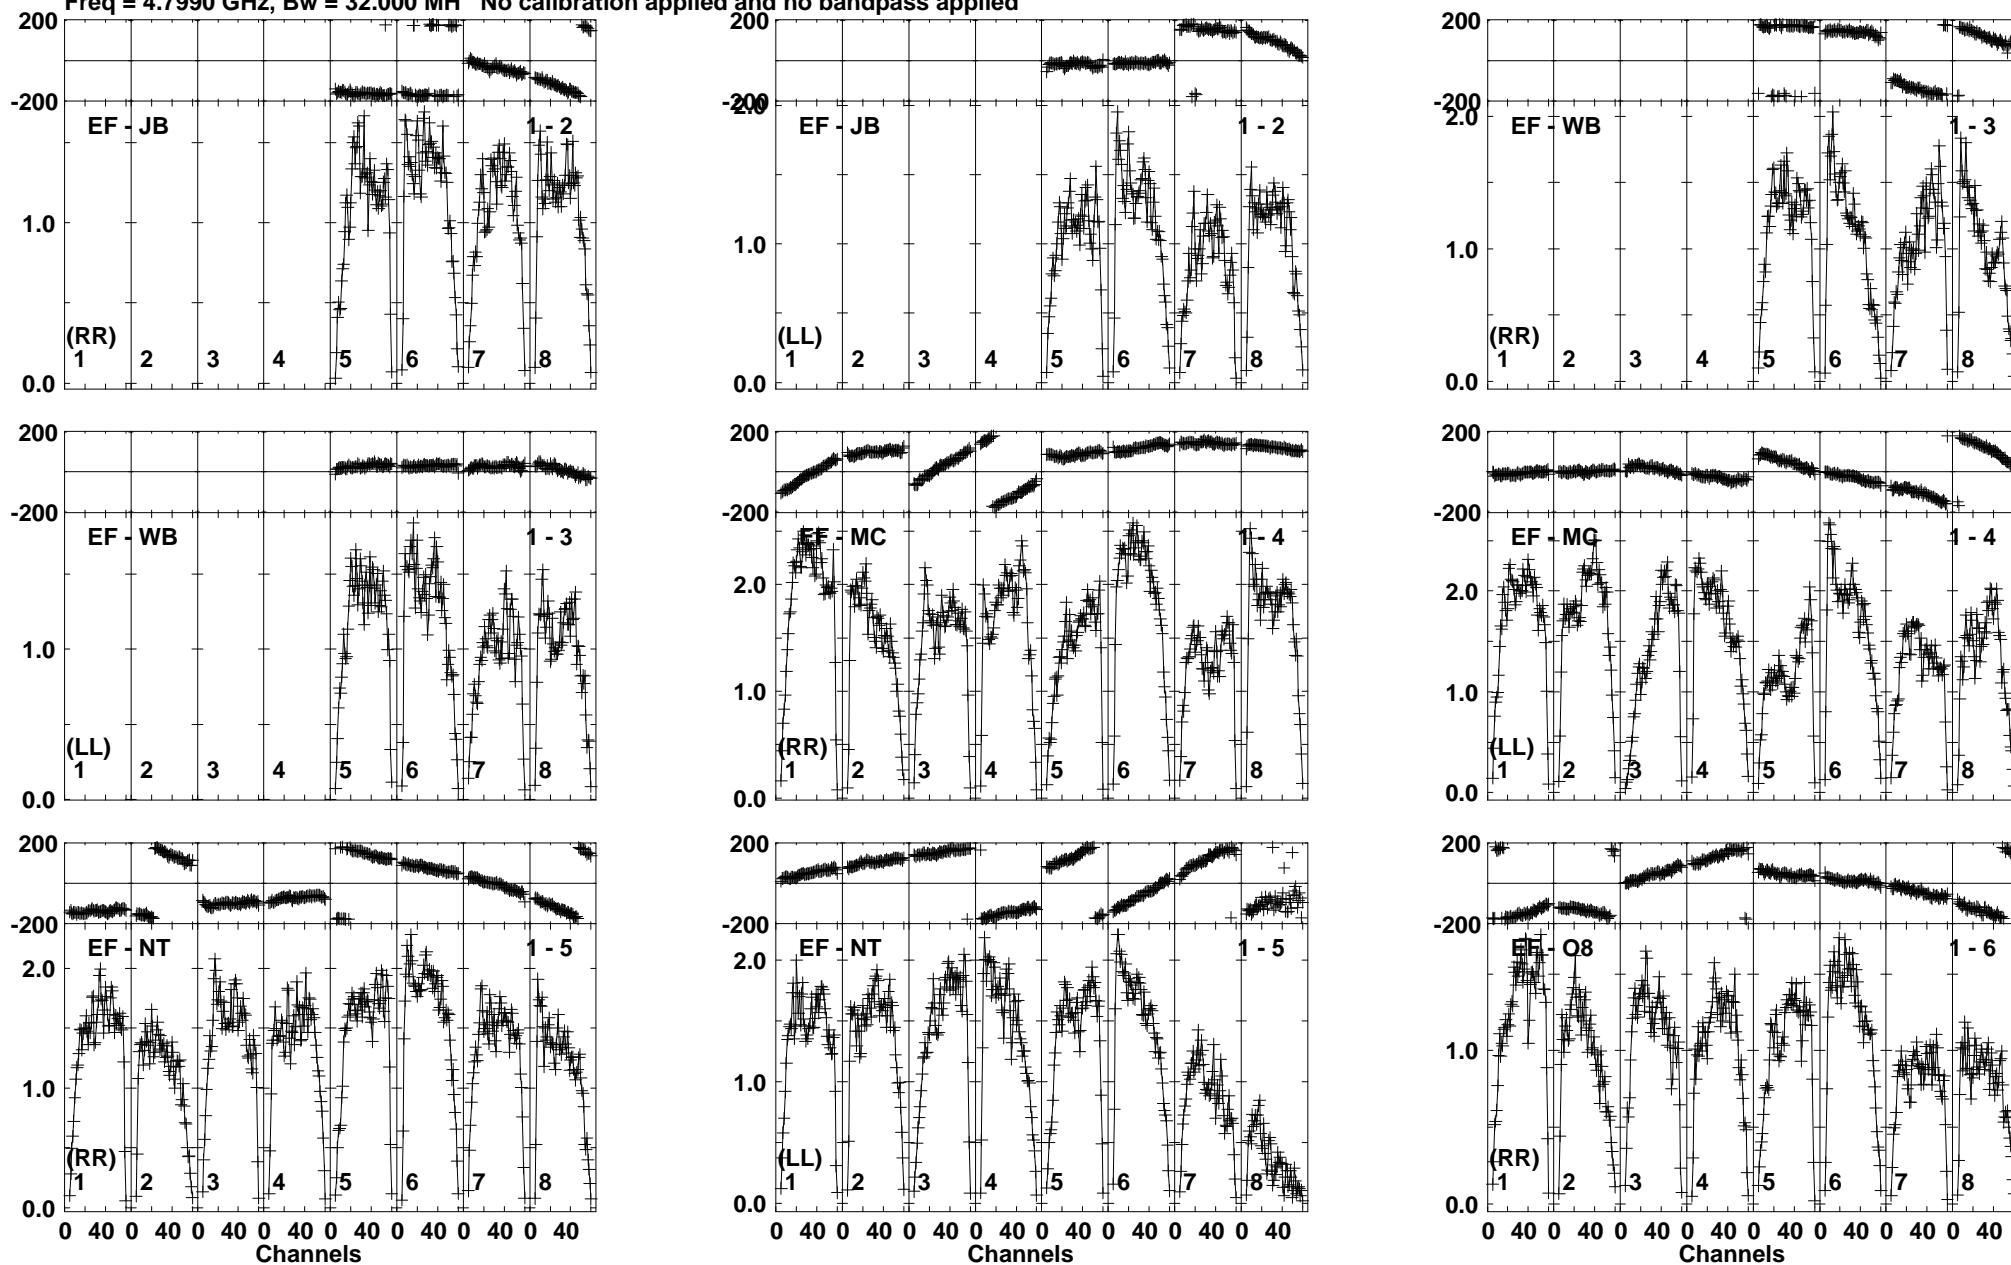 Freq = 4.7990 GHz, Bw = 32.000 MH No calibration applied and no bandpass applied
200 200 200
-200 -200 -200
EF - JB 1 - 2 2.0 EF - JB 1 - 2 2.0 EF - WB 1 - 3
1.0 1.0 1.0
(RR) (LL) (RR)
1 2 3 4 5 6 7 8 1 2 3 4 5 6 7 8 1 2 3 4 5 6 7 8
0.0 0.0 0.0
200 200 200
-200 -200 -200
EF - WB 1 - 3 EF - MC 1 - 4 EF - MC 1 - 4
2.0 2.0
1.0 1.0 1.0
(LL) (RR) (LL)
1 2 3 4 5 6 7 8 1 2 3 4 5 6 7 8 1 2 3 4 5 6 7 8
0.0 0.0 0.0
200 200 200
-200 -200 -200
EF - NT 1 - 5 EF - NT 1 - 5 EF - O8 1 - 6
2.0 2.0
1.0 1.0 1.0
(RR) (LL) (RR)
1 2 3 4 5 6 7 8 1 2 3 4 5 6 7 8 1 2 3 4 5 6 7 8
0.0 0.0 0.0
0 40 0 40 0 40 0 40 0 40 0 40 0 40 0 40 0 40 0 40 0 40 0 40 0 40 0 40 0 40 0 40 0 40 0 40 0 40 0 40 0 40 0 40 0 40 0 40
Channels Channels Channels